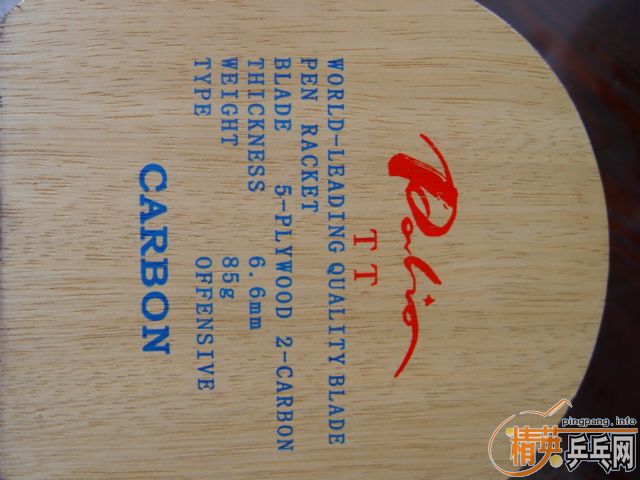 Palio
TT
WORLD-LEADING QUALITY BLADE
PEN RACKET
BLADE 5-PLYWOOD 2-CARBON
THICKNESS 6.6mm
WEIGHT 85g
TYPE OFFENSIVE
CARBON
pingpang.info
精英乒乓网